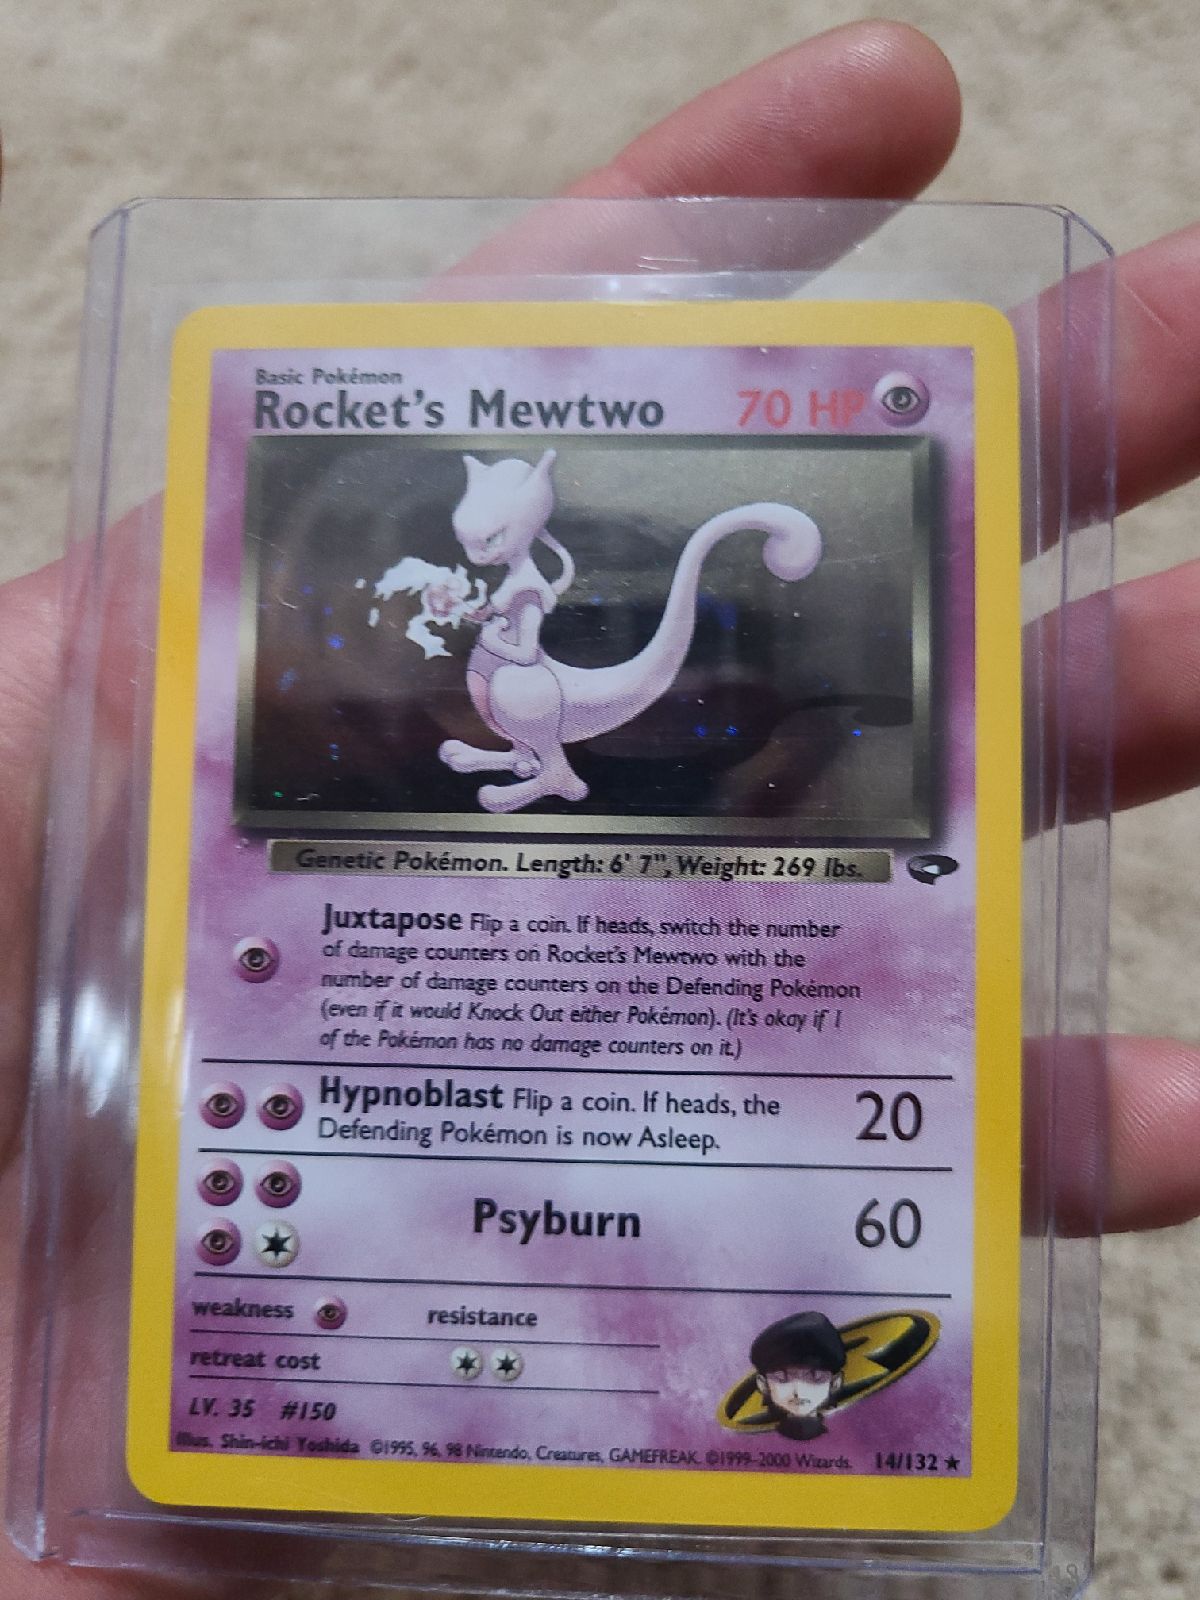 Basic Pokémon
Rocket's Mewtwo 70 HP
Genetic Pokémon. Length: 6' 7", Weight: 269 lbs.
Juxtapose Flip a coin. If heads, switch the number
of damage counters on Rocket's Mewtwo with the
number of damage counters on the Defending Pokémon
(even if it would Knock Out either Pokémon). (It's okay if 1
of the Pokémon has no damage counters on it.)
Hypnoblast Flip a coin. If heads, the
Defending Pokémon is now Asleep.
20
Psyburn 60
weakness resistance
retreat cost
LV. 35 #150
Illus. Shin-ichi Yoshida ©1995, 96, 98 Nintendo, Creatures, GAMEFREAK. ©1999-2000 Wizards. 14/132 ★